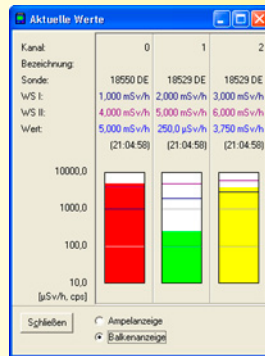 Aktuelle Werte
Kanal: 0 1 2
Bezeichnung:
Sonde: 18550 DE 18529 DE 18529 DE
WS I: 1,000 mSv/h 2,000 mSv/h 3,000 mSv/h
WS II: 4,000 mSv/h 5,000 mSv/h 6,000 mSv/h
Wert: 5,000 mSv/h 250,0 µSv/h 3,750 mSv/h
(21:04:58) (21:04:58) (21:04:58)
10000,0
1000,0
100,0
10,0
[µSv/h, cps]
Schließen
Ampelanzeige
Balkenanzeige